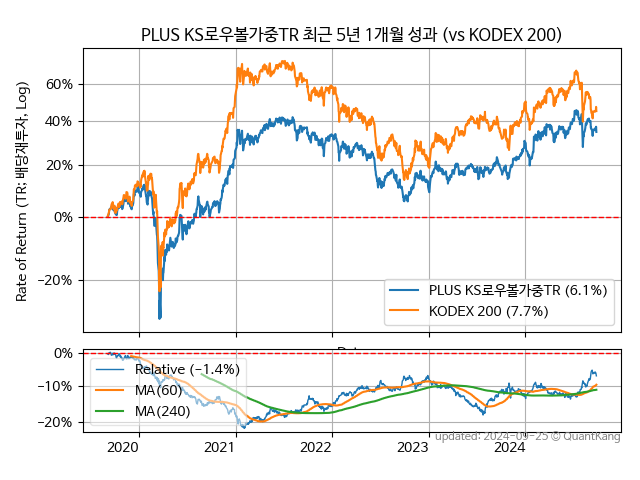 PLUS KS로우볼가중TR 최근 5년 1개월 성과 (vs KODEX 200)
Rate of Return (TR: 배당재투자, Log)
60%
40%
20%
0%
−20%
PLUS KS로우볼가중TR (6.1%)
KODEX 200 (7.7%)
0%
−10%
−20%
Relative (−1.4%)
MA(60)
MA(240)
2020
2021
2022
2023
2024
updated: 2024-09-25 © QuantKang